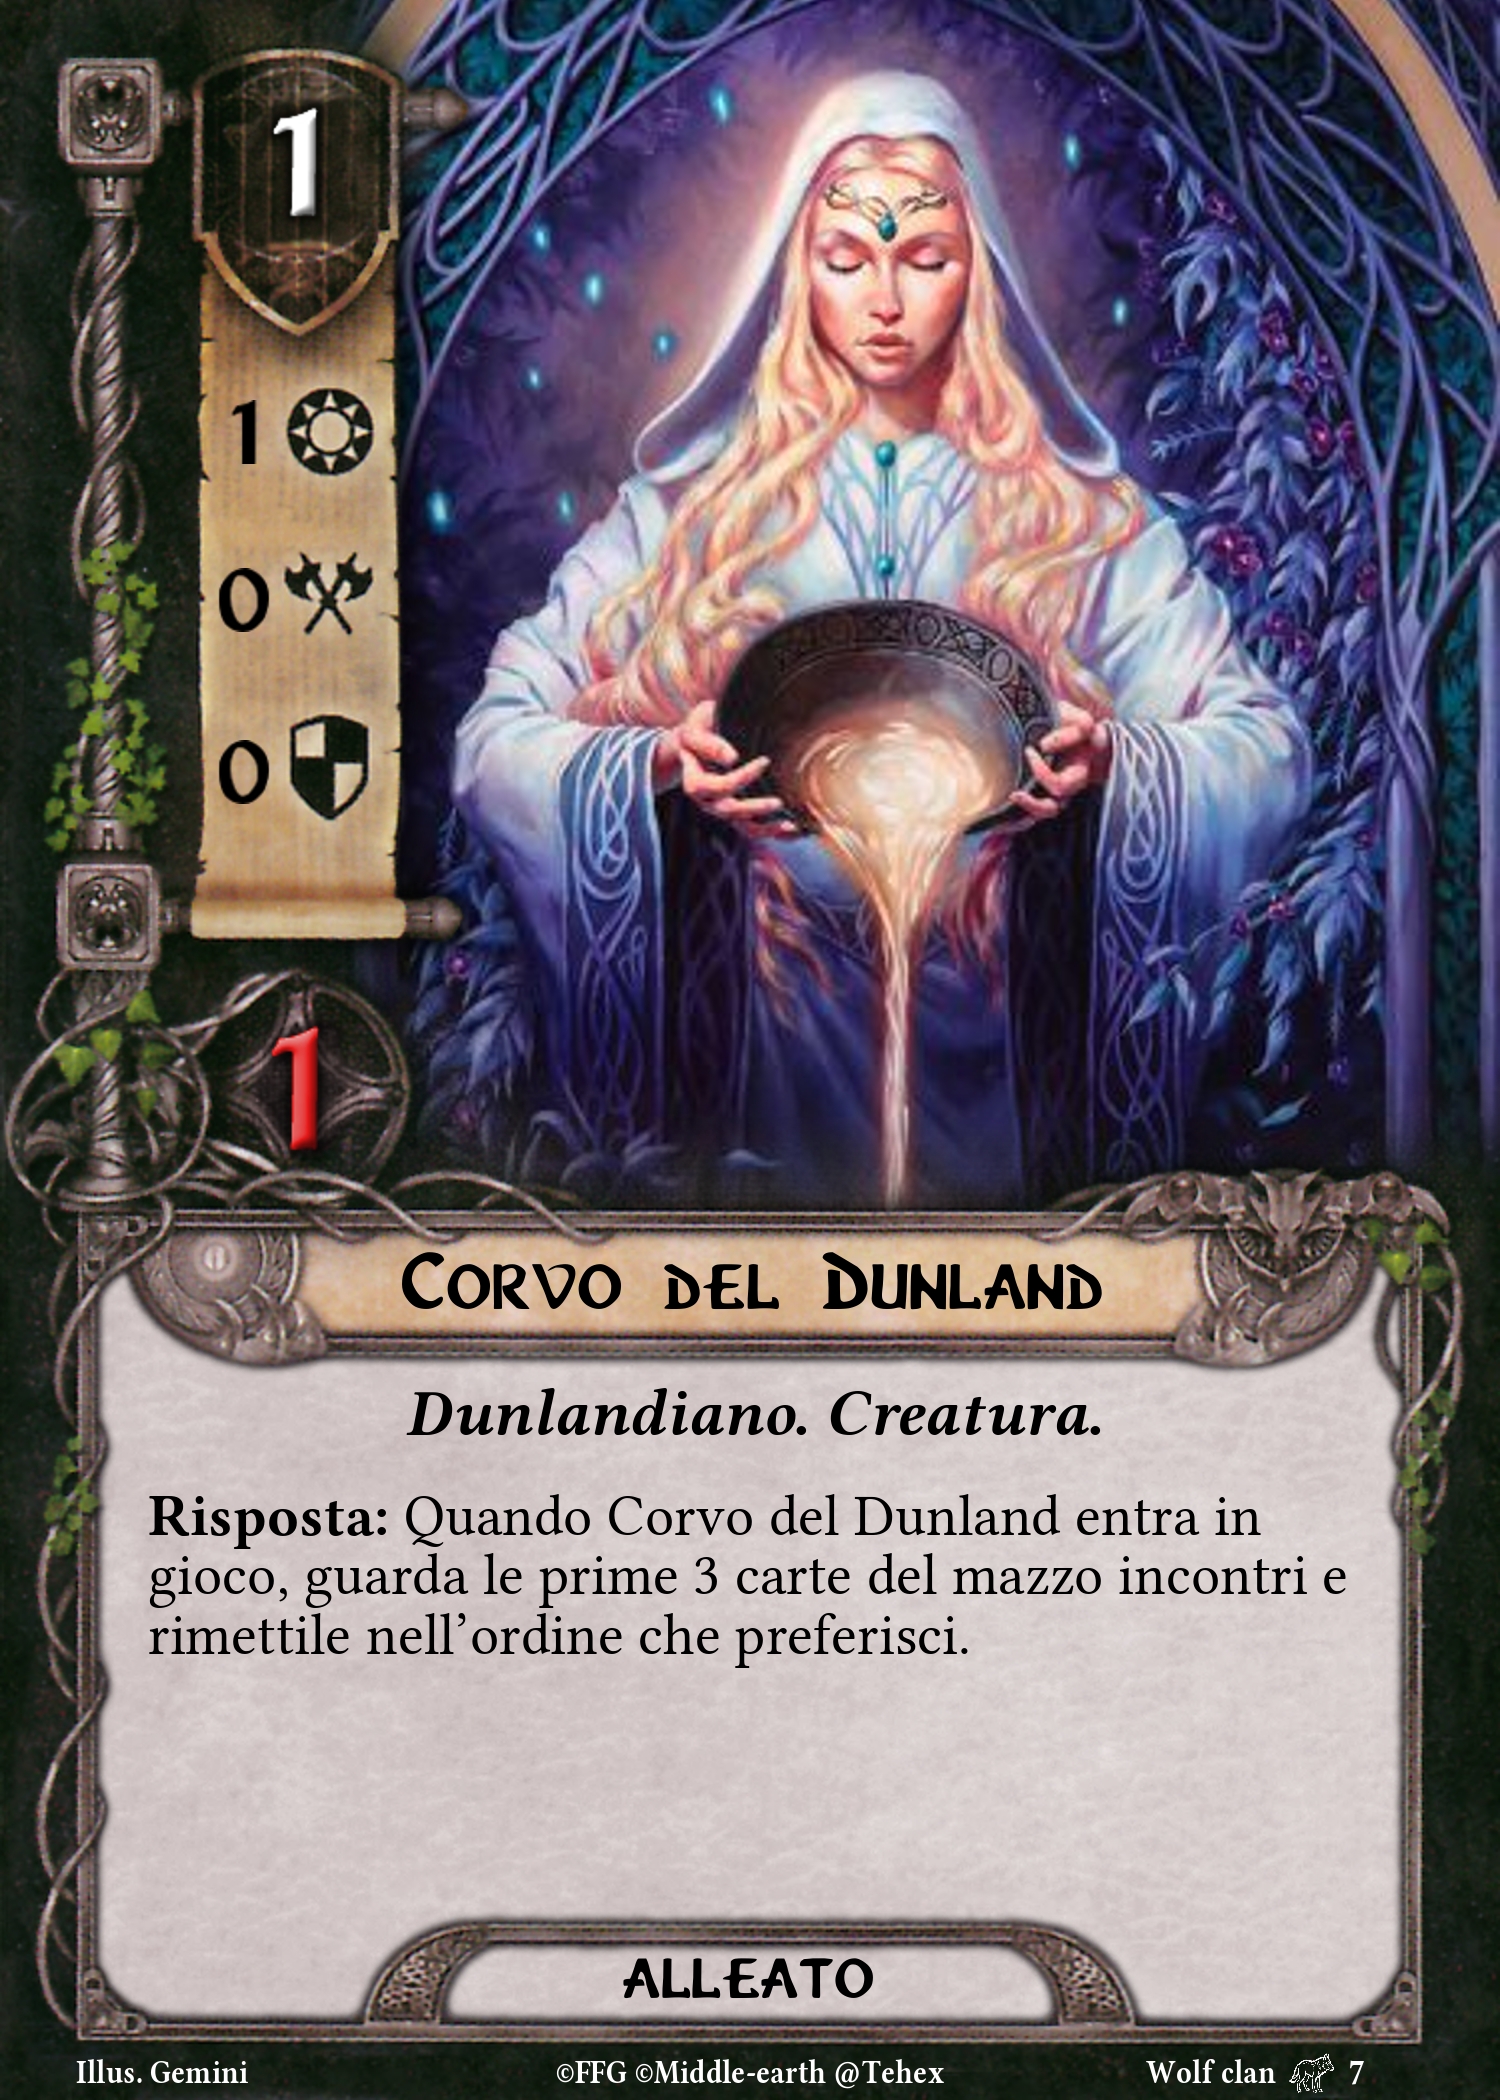 1
1
0
0
1
Corvo del Dunland
Dunlandiano. Creatura.
Risposta: Quando Corvo del Dunland entra in
gioco, guarda le prime 3 carte del mazzo incontri e
rimettile nell'ordine che preferisci.
ALLEATO
Illus. Gemini ©FFG ©Middle-earth @Tehex Wolf clan 7